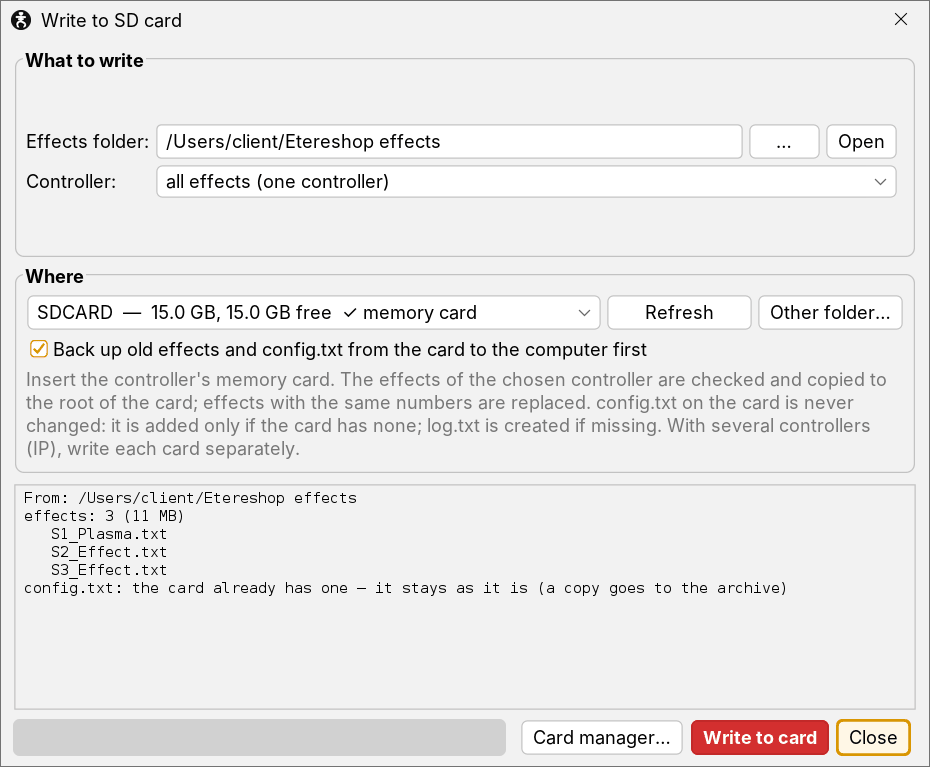 Write to SD card
What to write
Effects folder: /Users/client/Etereshop effects ... Open
Controller: all effects (one controller)
Where
SDCARD — 15.0 GB, 15.0 GB free ✓ memory card Refresh Other folder...
Back up old effects and config.txt from the card to the computer first
Insert the controller's memory card. The effects of the chosen controller are checked and copied to
the root of the card; effects with the same numbers are replaced. config.txt on the card is never
changed: it is added only if the card has none; log.txt is created if missing. With several controllers
(IP), write each card separately.
From: /Users/client/Etereshop effects
effects: 3 (11 MB)
S1_Plasma.txt
S2_Effect.txt
S3_Effect.txt
config.txt: the card already has one — it stays as it is (a copy goes to the archive)
Card manager... Write to card Close